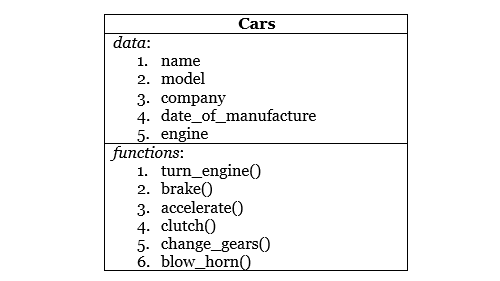 Cars
data:
1. name
2. model
3. company
4. date_of_manufacture
5. engine
functions:
1. turn_engine()
2. brake()
3. accelerate()
4. clutch()
5. change_gears()
6. blow_horn()